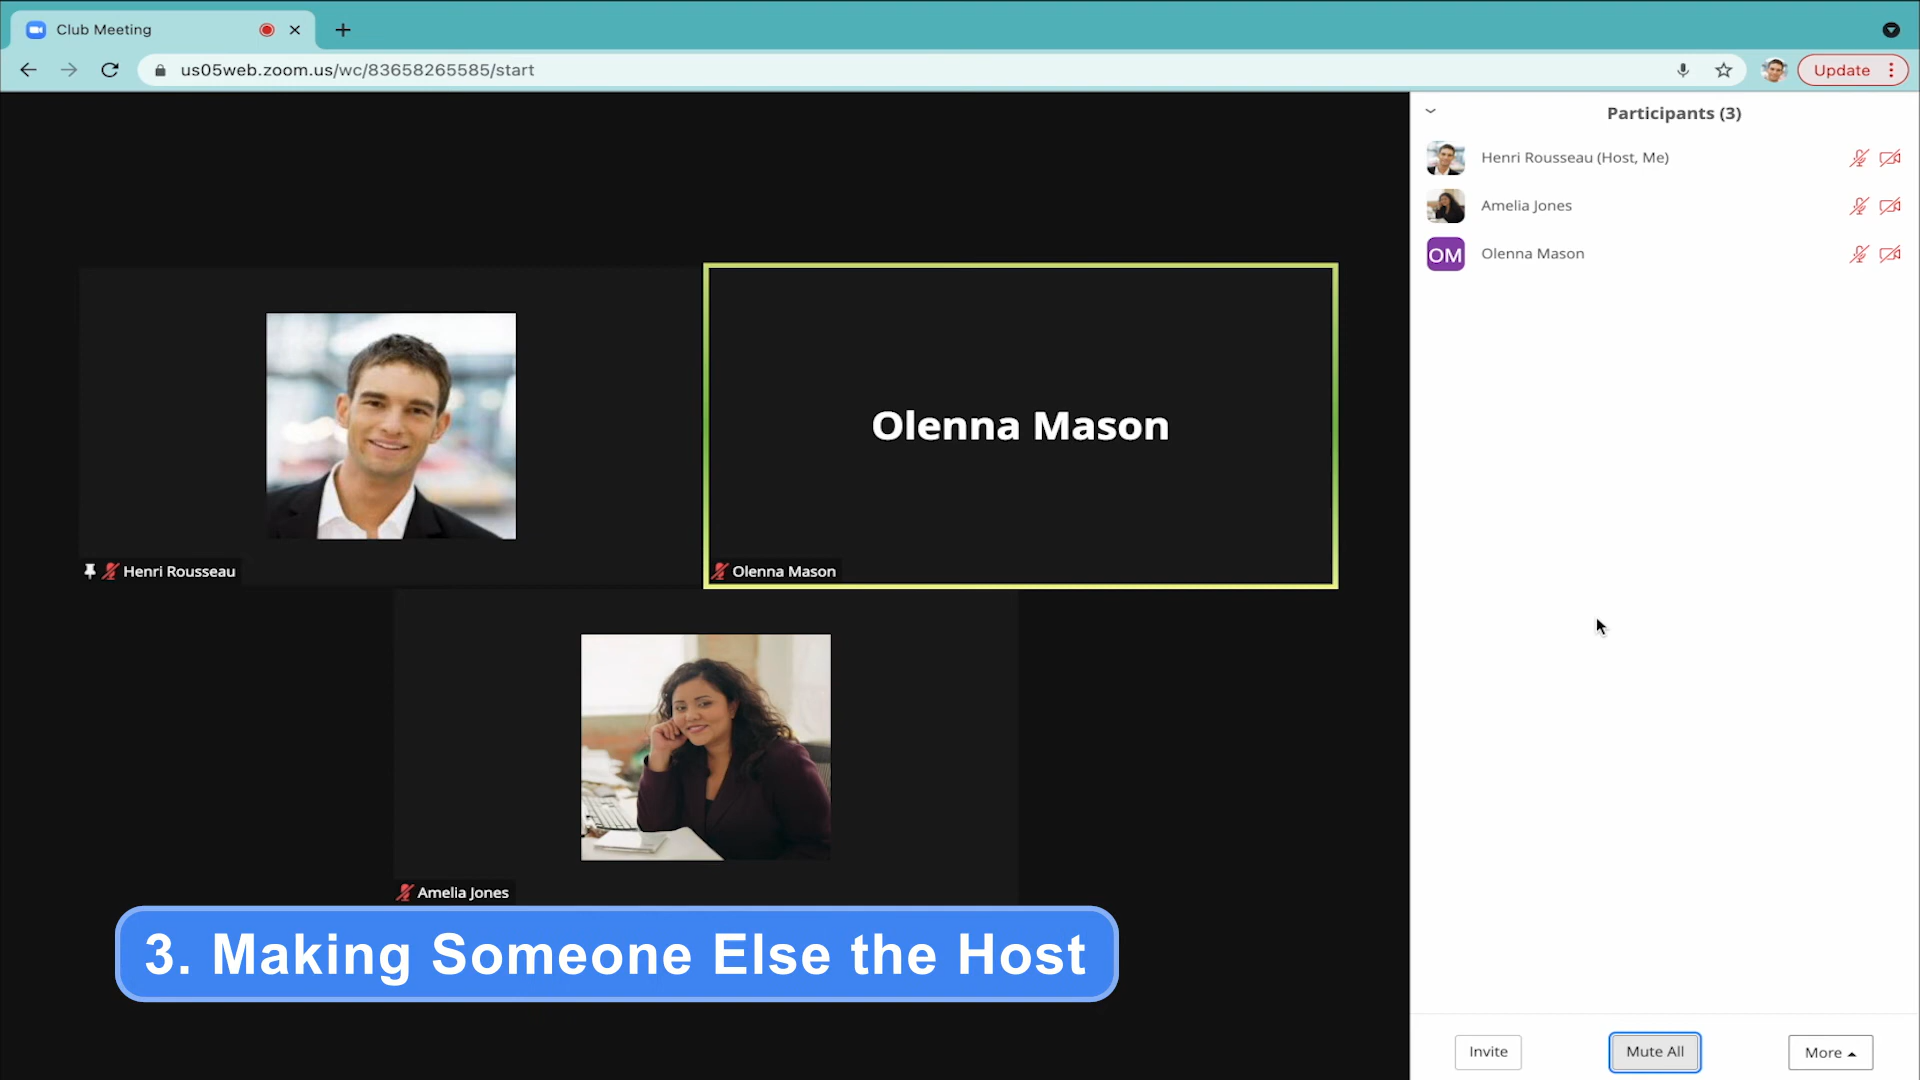 Club Meeting
us05web.zoom.us/wc/83658265585/start
Update
Participants (3)
Henri Rousseau (Host, Me)
Amelia Jones
OM Olenna Mason
Olenna Mason
Henri Rousseau
Olenna Mason
Amelia Jones
3. Making Someone Else the Host
Invite
Mute All
More